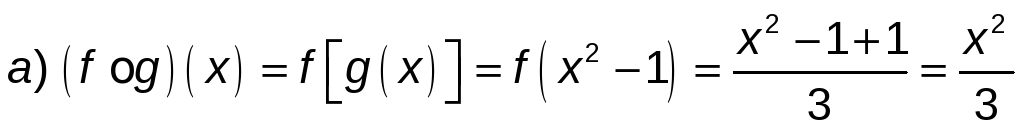 a) (f og)(x) = f[g(x)] = f(x² −1) = (x² −1+1)/3 = x²/3